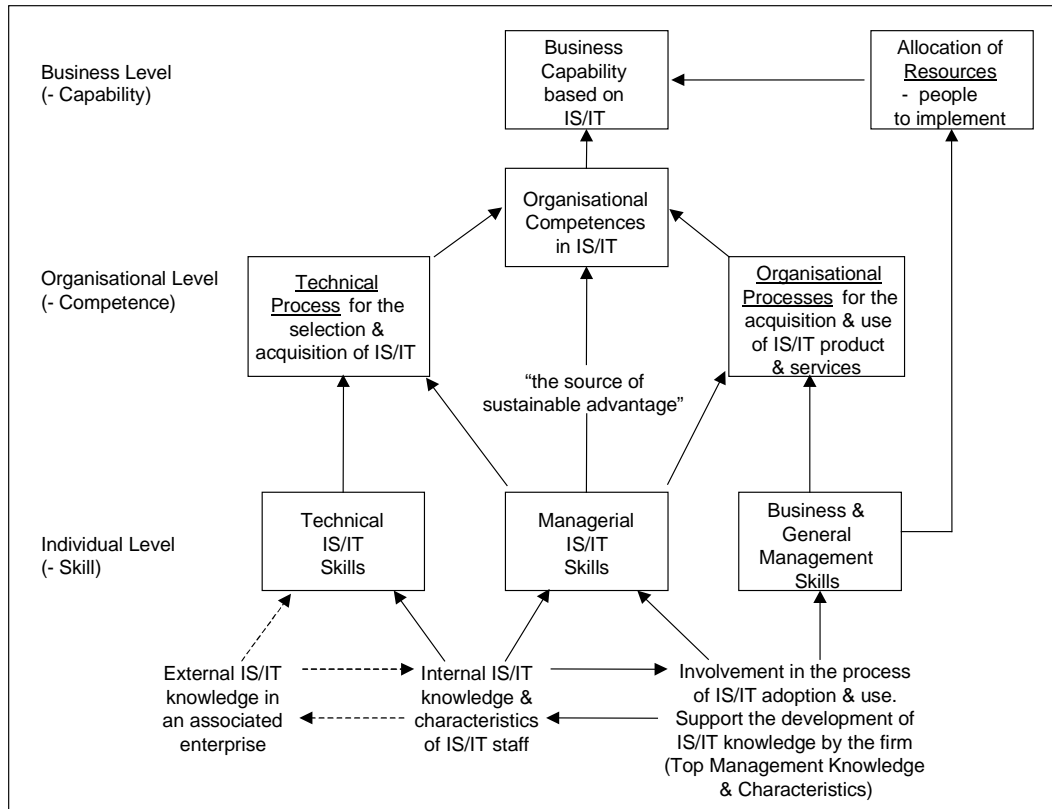 Business Level
(- Capability)
Business
Capability
based on
IS/IT
Allocation of
Resources
- people
to implement
Organisational
Competences
in IS/IT
Organisational Level
(- Competence)
Technical
Process for the
selection &
acquisition of IS/IT
Organisational
Processes for the
acquisition & use
of IS/IT product
& services
“the source of
sustainable advantage”
Individual Level
(- Skill)
Technical
IS/IT
Skills
Managerial
IS/IT
Skills
Business &
General
Management
Skills
External IS/IT
knowledge in
an associated
enterprise
Internal IS/IT
knowledge &
characteristics
of IS/IT staff
Involvement in the process
of IS/IT adoption & use.
Support the development of
IS/IT knowledge by the firm
(Top Management Knowledge
& Characteristics)